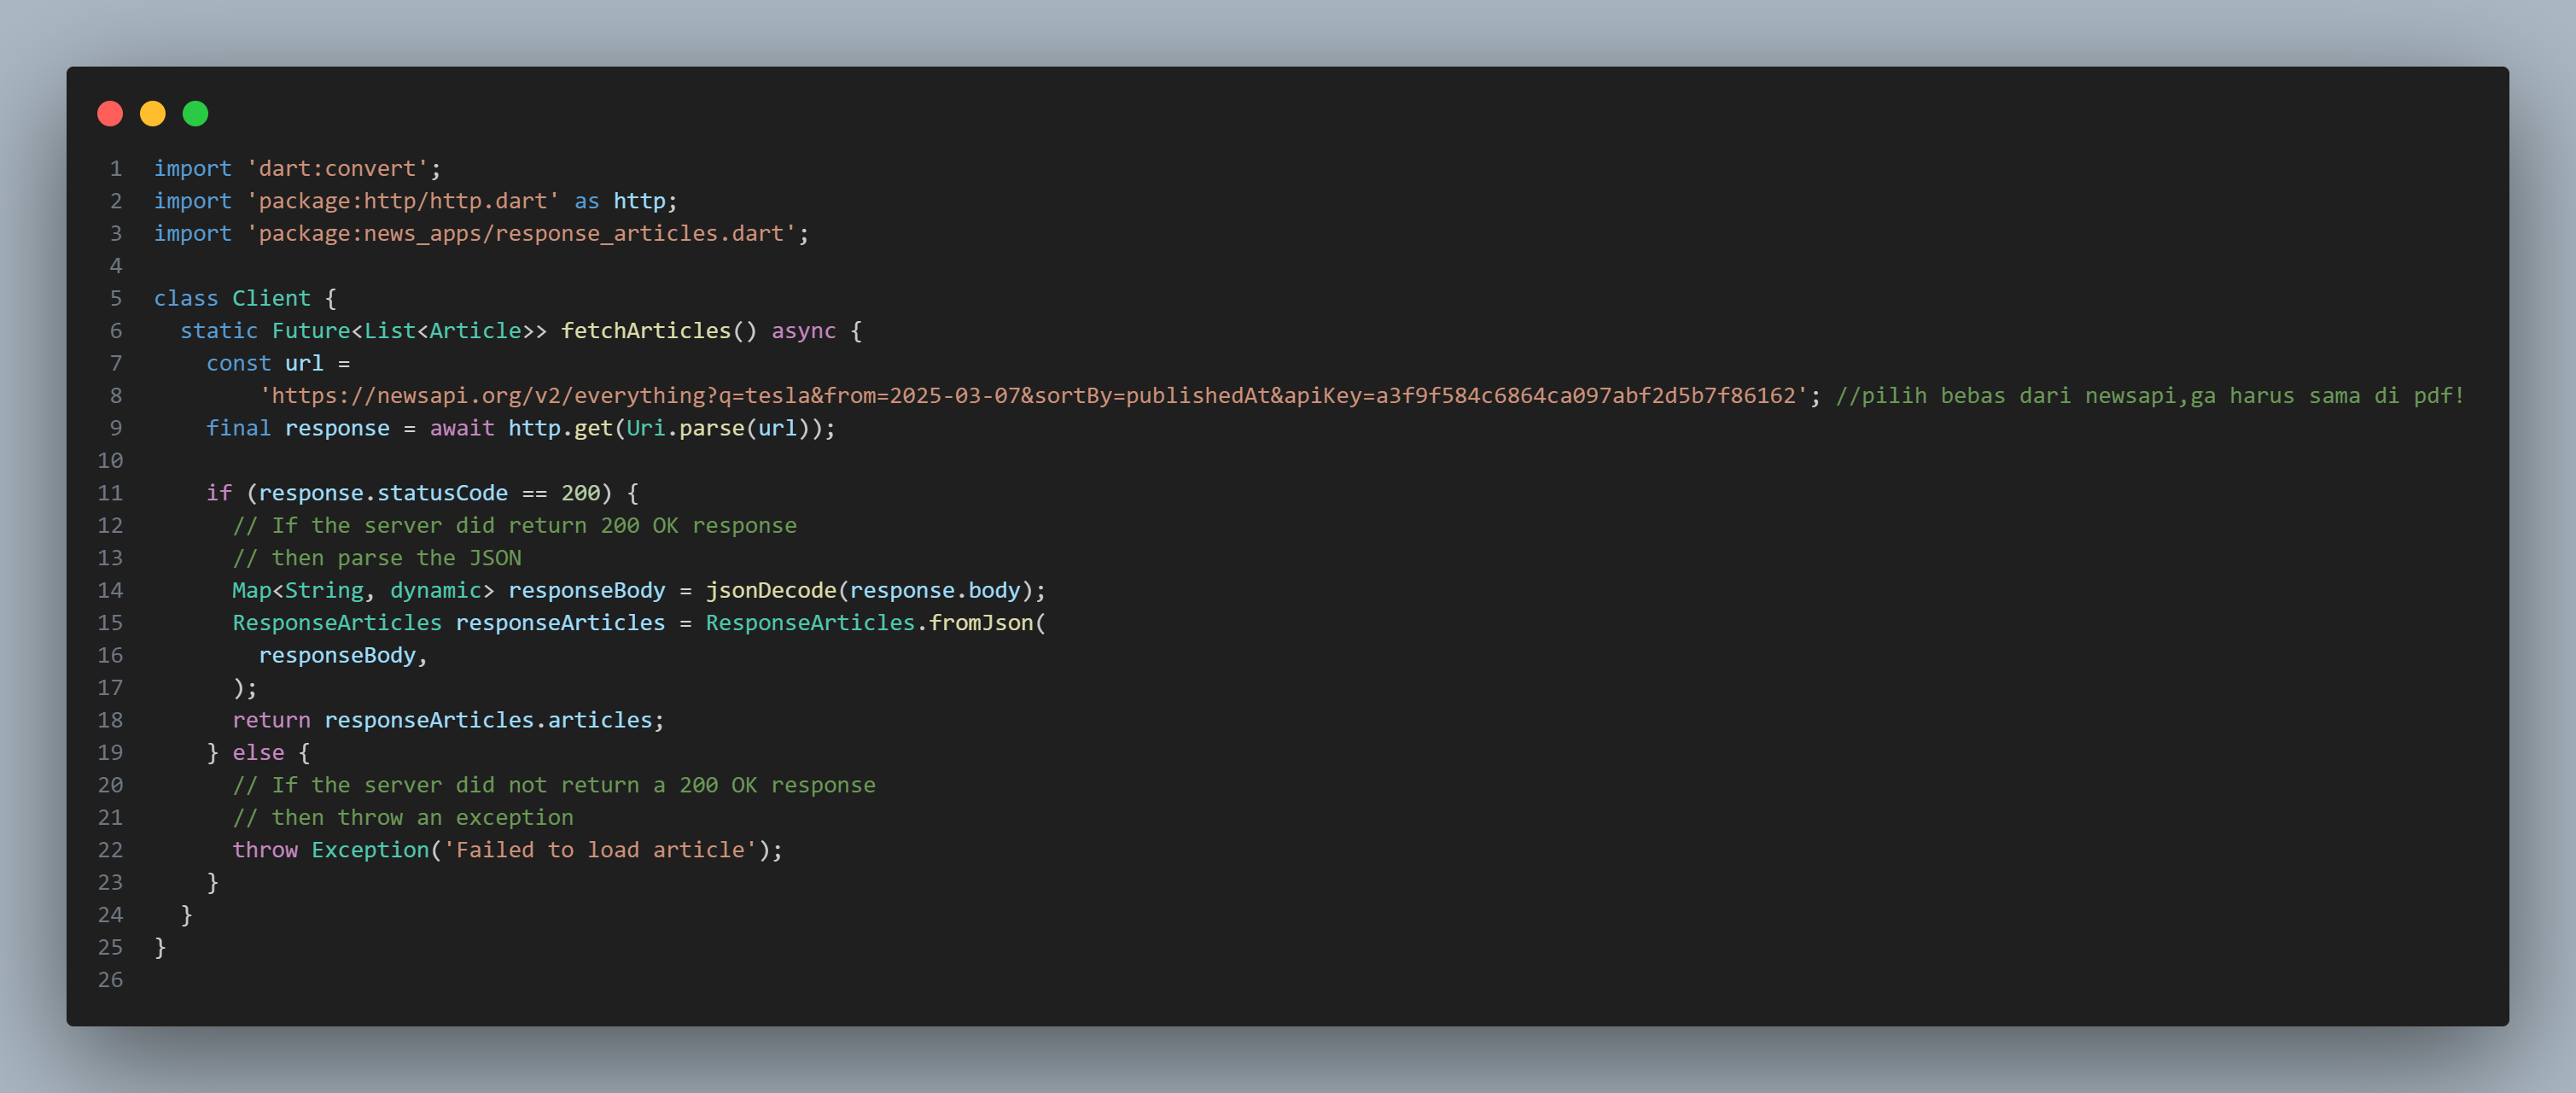 1 import 'dart:convert';
2 import 'package:http/http.dart' as http;
3 import 'package:news_apps/response_articles.dart';
4
5 class Client {
6   static Future<List<Article>> fetchArticles() async {
7     const url =
8         'https://newsapi.org/v2/everything?q=tesla&from=2025-03-07&sortBy=publishedAt&apiKey=a3f9f584c6864ca097abf2d5b7f86162'; //pilih bebas dari newsapi,ga harus sama di pdf!
9     final response = await http.get(Uri.parse(url));
10
11     if (response.statusCode == 200) {
12       // If the server did return 200 OK response
13       // then parse the JSON
14       Map<String, dynamic> responseBody = jsonDecode(response.body);
15       ResponseArticles responseArticles = ResponseArticles.fromJson(
16         responseBody,
17       );
18       return responseArticles.articles;
19     } else {
20       // If the server did not return a 200 OK response
21       // then throw an exception
22       throw Exception('Failed to load article');
23     }
24   }
25 }
26